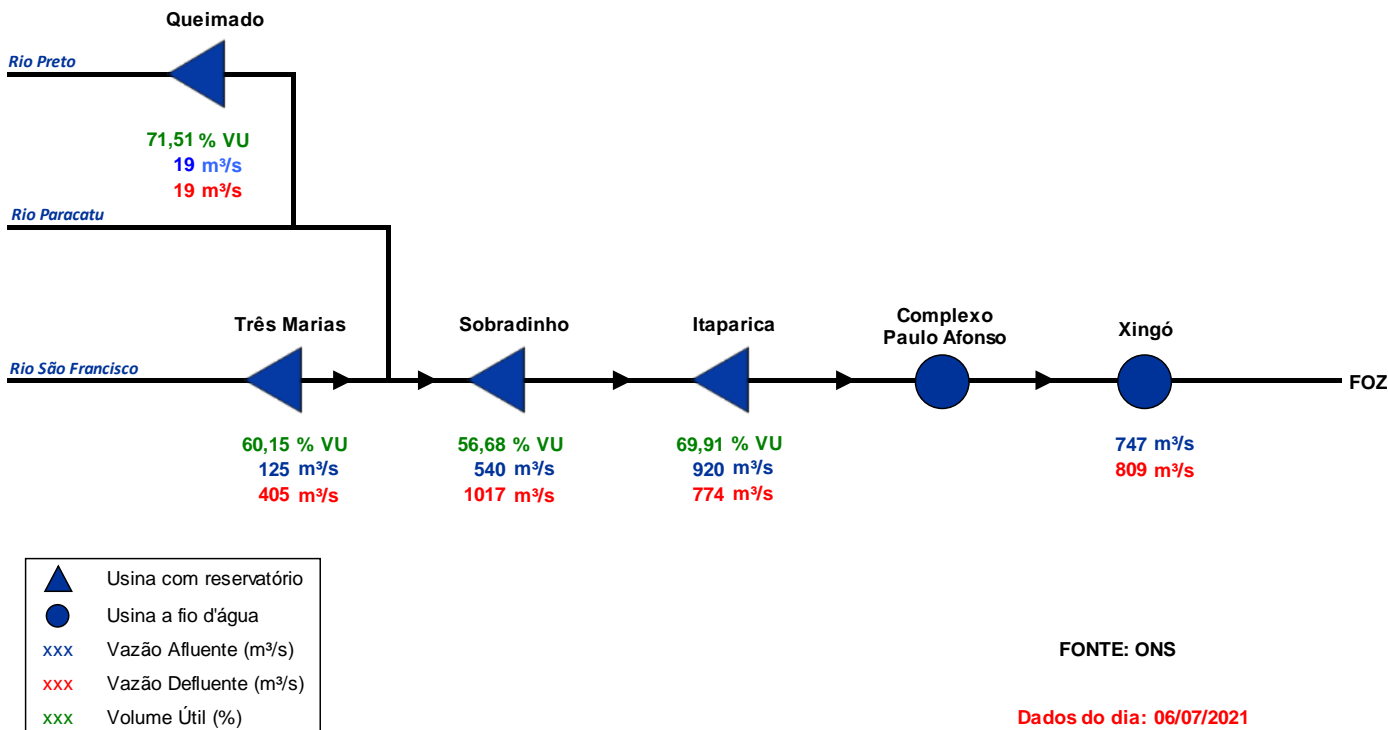 Queimado
Rio Preto
71,51 % VU
19 m³/s
19 m³/s
Rio Paracatu
Três Marias
Sobradinho
Itaparica
Complexo
Paulo Afonso
Xingó
Rio São Francisco
FOZ
60,15 % VU
125 m³/s
405 m³/s
56,68 % VU
540 m³/s
1017 m³/s
69,91 % VU
920 m³/s
774 m³/s
747 m³/s
809 m³/s
Usina com reservatório
Usina a fio d'água
xxx Vazão Afluente (m³/s)
xxx Vazão Defluente (m³/s)
xxx Volume Útil (%)
FONTE: ONS
Dados do dia: 06/07/2021